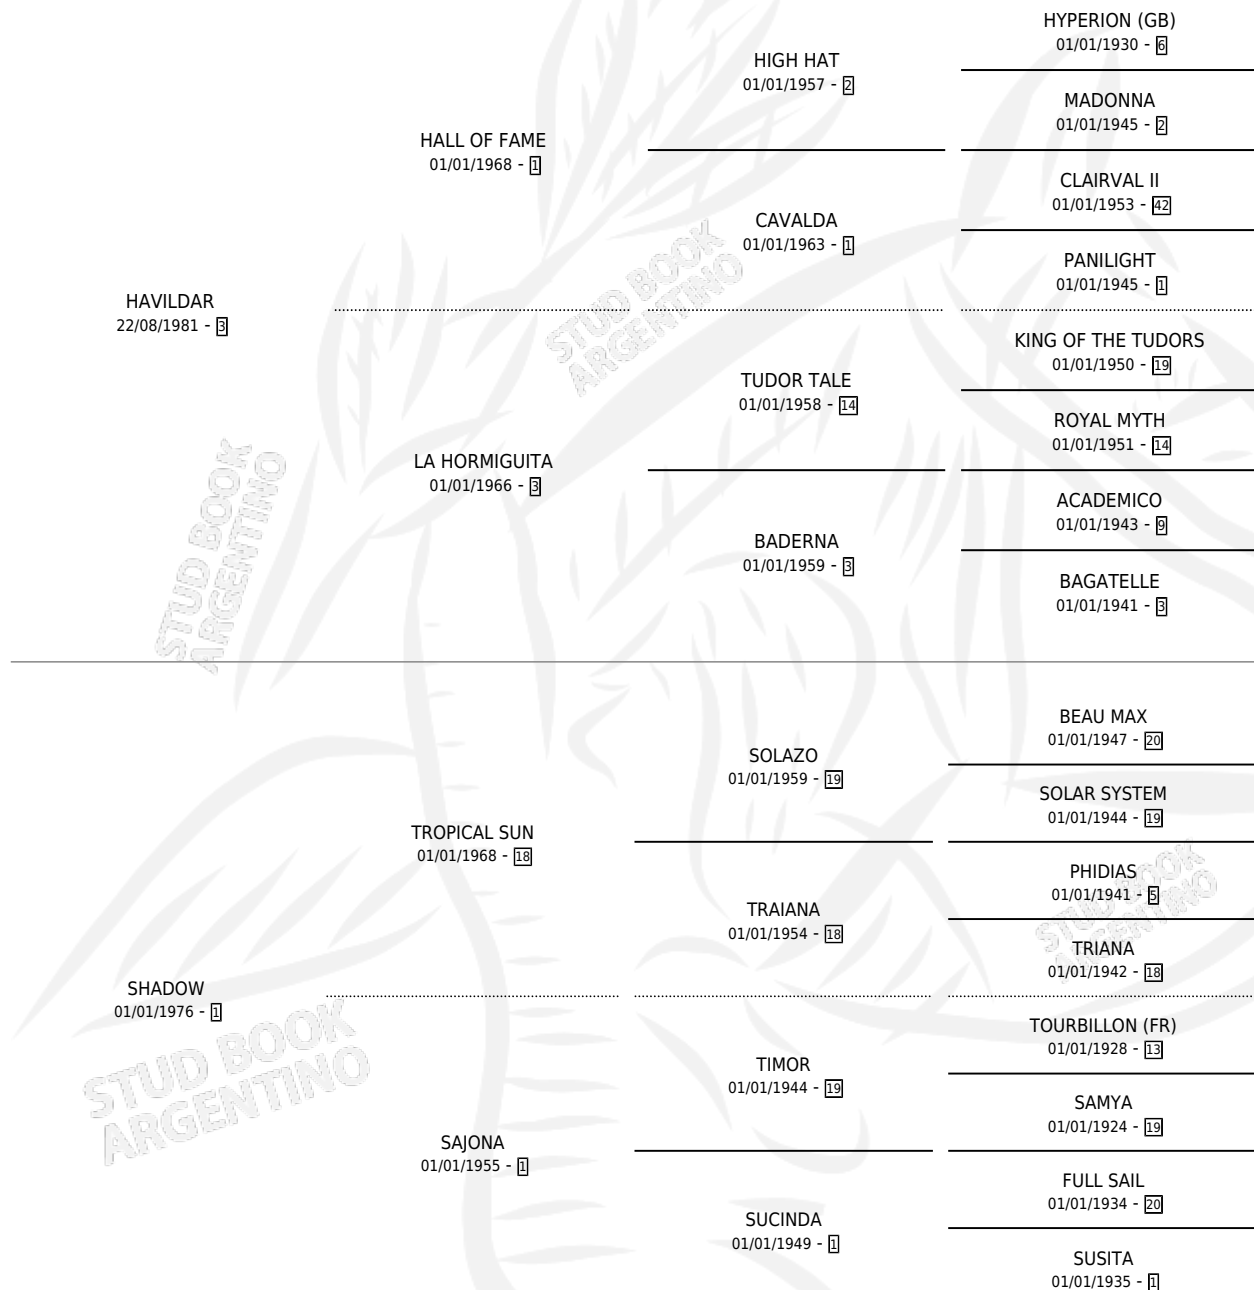 HYPERION (GB)
01/01/1930 - 6
HIGH HAT
01/01/1957 - 2
MADONNA
01/01/1945 - 2
HALL OF FAME
01/01/1968 - 1
CLAIRVAL II
01/01/1953 - 42
CAVALDA
01/01/1963 - 1
PANILIGHT
01/01/1945 - 1
HAVILDAR
22/08/1981 - 3
KING OF THE TUDORS
01/01/1950 - 19
TUDOR TALE
01/01/1958 - 14
ROYAL MYTH
01/01/1951 - 14
LA HORMIGUITA
01/01/1966 - 3
ACADEMICO
01/01/1943 - 9
BADERNA
01/01/1959 - 3
BAGATELLE
01/01/1941 - 3
BEAU MAX
01/01/1947 - 20
SOLAZO
01/01/1959 - 19
SOLAR SYSTEM
01/01/1944 - 19
TROPICAL SUN
01/01/1968 - 18
PHIDIAS
01/01/1941 - 5
TRAIANA
01/01/1954 - 18
TRIANA
01/01/1942 - 18
SHADOW
01/01/1976 - 1
TOURBILLON (FR)
01/01/1928 - 13
TIMOR
01/01/1944 - 19
SAMYA
01/01/1924 - 19
SAJONA
01/01/1955 - 1
FULL SAIL
01/01/1934 - 20
SUCINDA
01/01/1949 - 1
SUSITA
01/01/1935 - 1
STUD BOOK
ARGENTINO
STUD BOOK
ARGENTINO
STUD BOOK
ARGENTINO
STUD BOOK
ARGENTINO